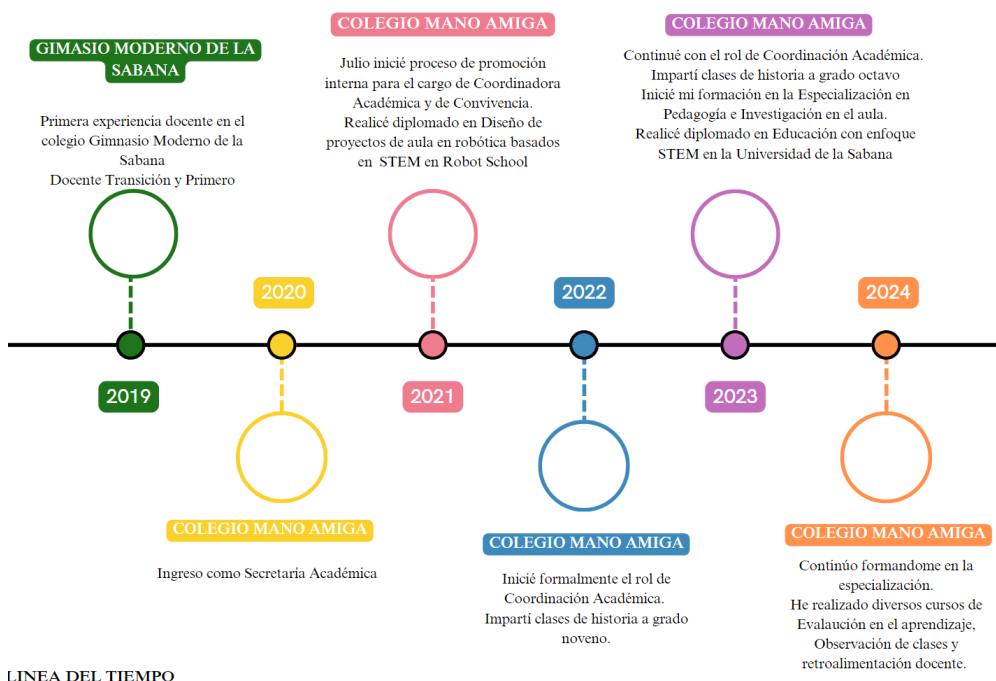 GIMASIO MODERNO DE LA
SABANA
Primera experiencia docente en el
colegio Gimnasio Moderno de la
Sabana
Docente Transición y Primero
2019
2020
COLEGIO MANO AMIGA
Ingreso como Secretaría Académica
COLEGIO MANO AMIGA
Julio inició proceso de promoción
interna para el cargo de Coordinadora
Académica y de Convivencia.
Realicé diplomado en Diseño de
proyectos de aula en robótica basados
en STEM en Robot School
2021
2022
COLEGIO MANO AMIGA
Inicié formalmente el rol de
Coordinación Académica.
Impartí clases de historia a grado
noveno.
COLEGIO MANO AMIGA
Continué con el rol de Coordinación Académica.
Impartí clases de historia a grado octavo
Inicié mi formación en la Especialización en
Pedagogía e Investigación en el aula.
Realicé diplomado en Educación con enfoque
STEM en la Universidad de la Sabana
2023
2024
COLEGIO MANO AMIGA
Continúo formandome en la
especialización.
He realizado diversos cursos de
Evalaución en el aprendizaje,
Observación de clases y
retroalimentación docente.
LINEA DEL TIEMPO